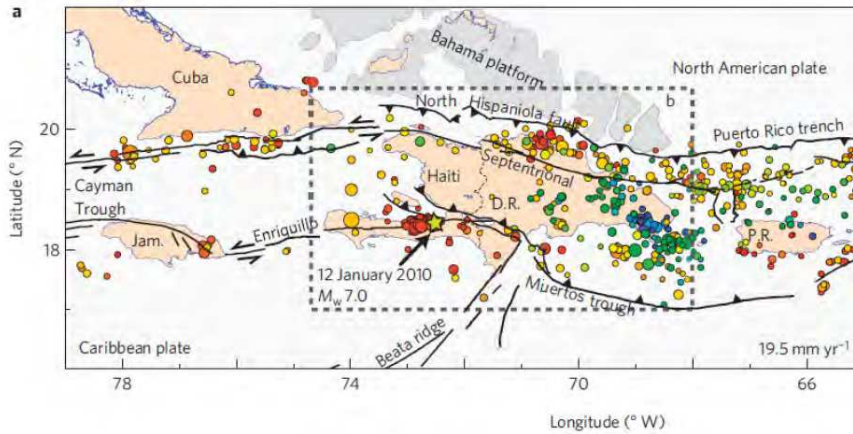 a
Bahama platform
Cuba
North American plate
b
North Hispaniola fault
Puerto Rico trench
Septentrional
Haiti
D.R.
Cayman
Trough
Enriquillo
Jam.
P.R.
12 January 2010
Mw 7.0
Muertos trough
Beata ridge
Caribbean plate
19.5 mm yr⁻¹
Latitude (° N)
20
18
78
74
70
66
Longitude (° W)